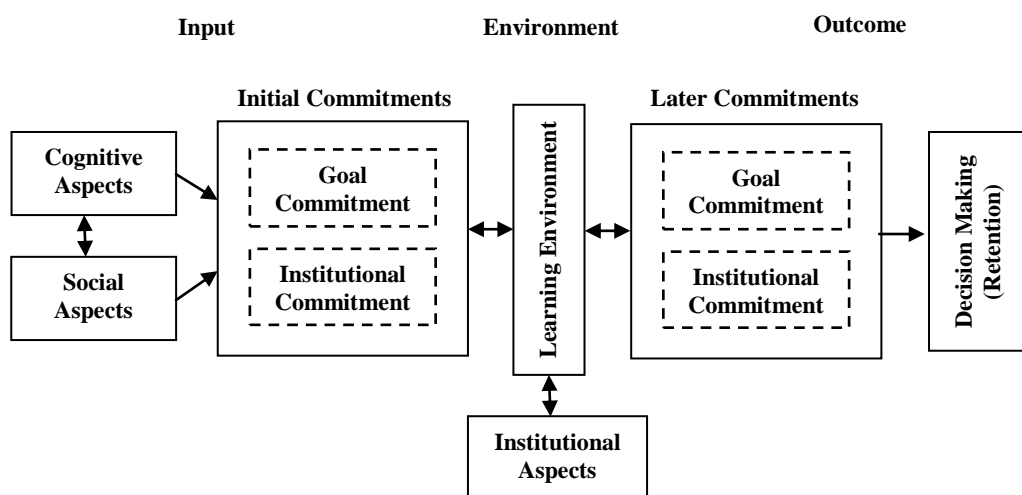 Input
Environment
Outcome
Initial Commitments
Later Commitments
Cognitive
Aspects
Social
Aspects
Goal
Commitment
Institutional
Commitment
Learning Environment
Institutional
Aspects
Goal
Commitment
Institutional
Commitment
Decision Making
(Retention)